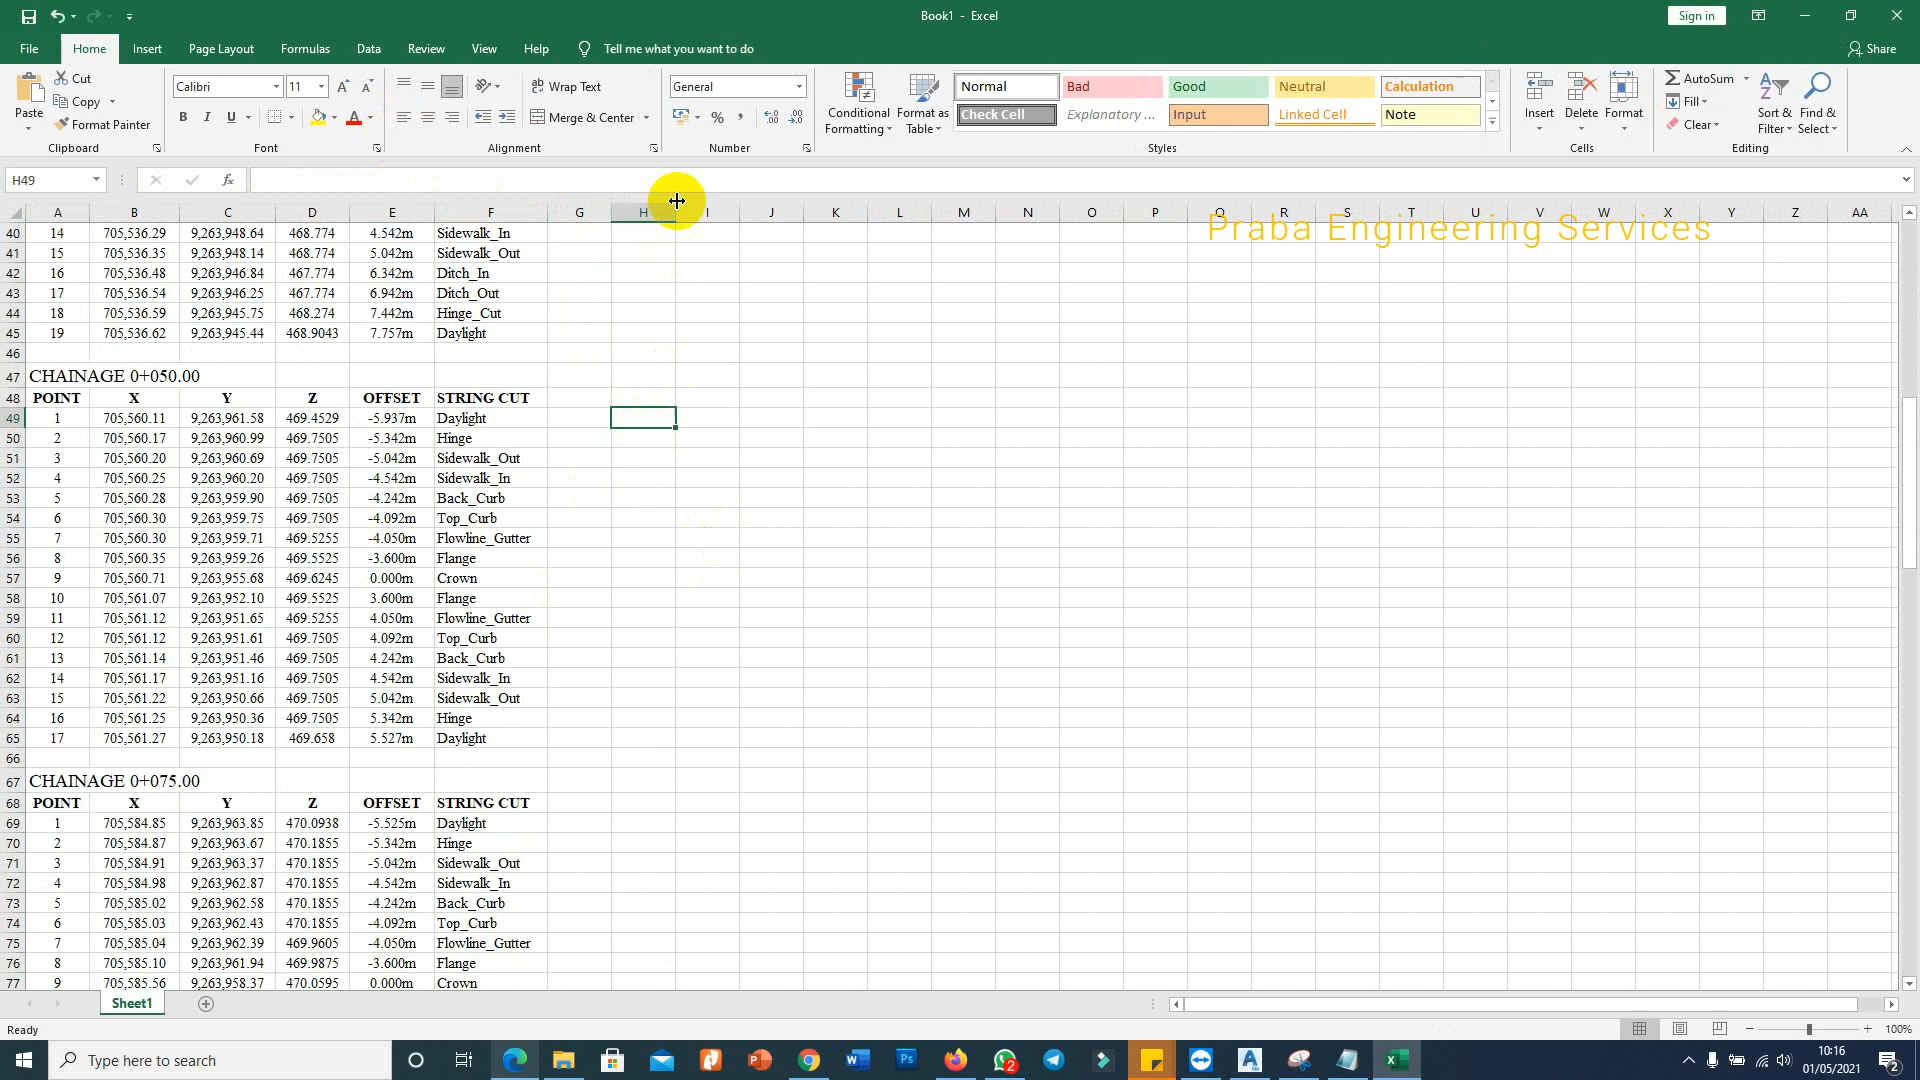 Book1 - Excel
Sign in
File Home Insert Page Layout Formulas Data Review View Help Tell me what you want to do Share
Paste Cut Copy Format Painter Clipboard
Calibri 11 B I U Font
Wrap Text Merge & Center Alignment
General % Number
Conditional Formatting Format as Table
Normal Bad Good Neutral Calculation
Check Cell Explanatory ... Input Linked Cell Note
Styles
Insert Delete Format Cells
AutoSum Fill Clear Sort & Filter Find & Select Editing
H49 fx
A B C D E F G H I J K L M N O P Q R S T U V W X Y Z AA
Praba Engineering Services
40 14 705,536.29 9,263,948.64 468.774 4.542m Sidewalk_In
41 15 705,536.35 9,263,948.14 468.774 5.042m Sidewalk_Out
42 16 705,536.48 9,263,946.84 467.774 6.342m Ditch_In
43 17 705,536.54 9,263,946.25 467.774 6.942m Ditch_Out
44 18 705,536.59 9,263,945.75 468.274 7.442m Hinge_Cut
45 19 705,536.62 9,263,945.44 468.9043 7.757m Daylight
46
47 CHAINAGE 0+050.00
48 POINT X Y Z OFFSET STRING CUT
49 1 705,560.11 9,263,961.58 469.4529 -5.937m Daylight
50 2 705,560.17 9,263,960.99 469.7505 -5.342m Hinge
51 3 705,560.20 9,263,960.69 469.7505 -5.042m Sidewalk_Out
52 4 705,560.25 9,263,960.20 469.7505 -4.542m Sidewalk_In
53 5 705,560.28 9,263,959.90 469.7505 -4.242m Back_Curb
54 6 705,560.30 9,263,959.75 469.7505 -4.092m Top_Curb
55 7 705,560.30 9,263,959.71 469.5255 -4.050m Flowline_Gutter
56 8 705,560.35 9,263,959.26 469.5525 -3.600m Flange
57 9 705,560.71 9,263,955.68 469.6245 0.000m Crown
58 10 705,561.07 9,263,952.10 469.5525 3.600m Flange
59 11 705,561.12 9,263,951.65 469.5255 4.050m Flowline_Gutter
60 12 705,561.12 9,263,951.61 469.7505 4.092m Top_Curb
61 13 705,561.14 9,263,951.46 469.7505 4.242m Back_Curb
62 14 705,561.17 9,263,951.16 469.7505 4.542m Sidewalk_In
63 15 705,561.22 9,263,950.66 469.7505 5.042m Sidewalk_Out
64 16 705,561.25 9,263,950.36 469.7505 5.342m Hinge
65 17 705,561.27 9,263,950.18 469.658 5.527m Daylight
66
67 CHAINAGE 0+075.00
68 POINT X Y Z OFFSET STRING CUT
69 1 705,584.85 9,263,963.85 470.0938 -5.525m Daylight
70 2 705,584.87 9,263,963.67 470.1855 -5.342m Hinge
71 3 705,584.91 9,263,963.37 470.1855 -5.042m Sidewalk_Out
72 4 705,584.98 9,263,962.87 470.1855 -4.542m Sidewalk_In
73 5 705,585.02 9,263,962.58 470.1855 -4.242m Back_Curb
74 6 705,585.03 9,263,962.43 470.1855 -4.092m Top_Curb
75 7 705,585.04 9,263,962.39 469.9605 -4.050m Flowline_Gutter
76 8 705,585.10 9,263,961.94 469.9875 -3.600m Flange
77 9 705,585.56 9,263,958.37 470.0595 0.000m Crown
Sheet1
Ready 100%
Type here to search
10:16
01/05/2021